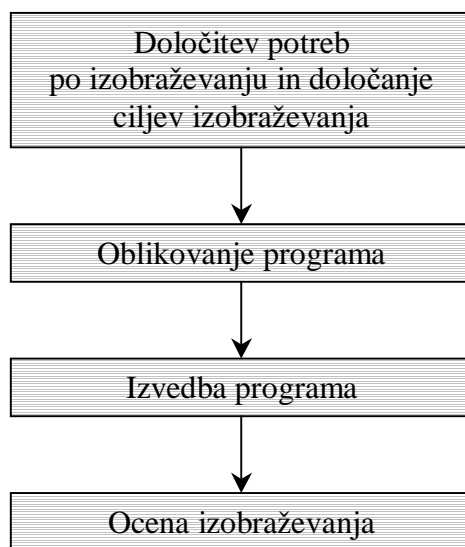 Določitev potreb
po izobraževanju in določanje
ciljev izobraževanja
Oblikovanje programa
Izvedba programa
Ocena izobraževanja